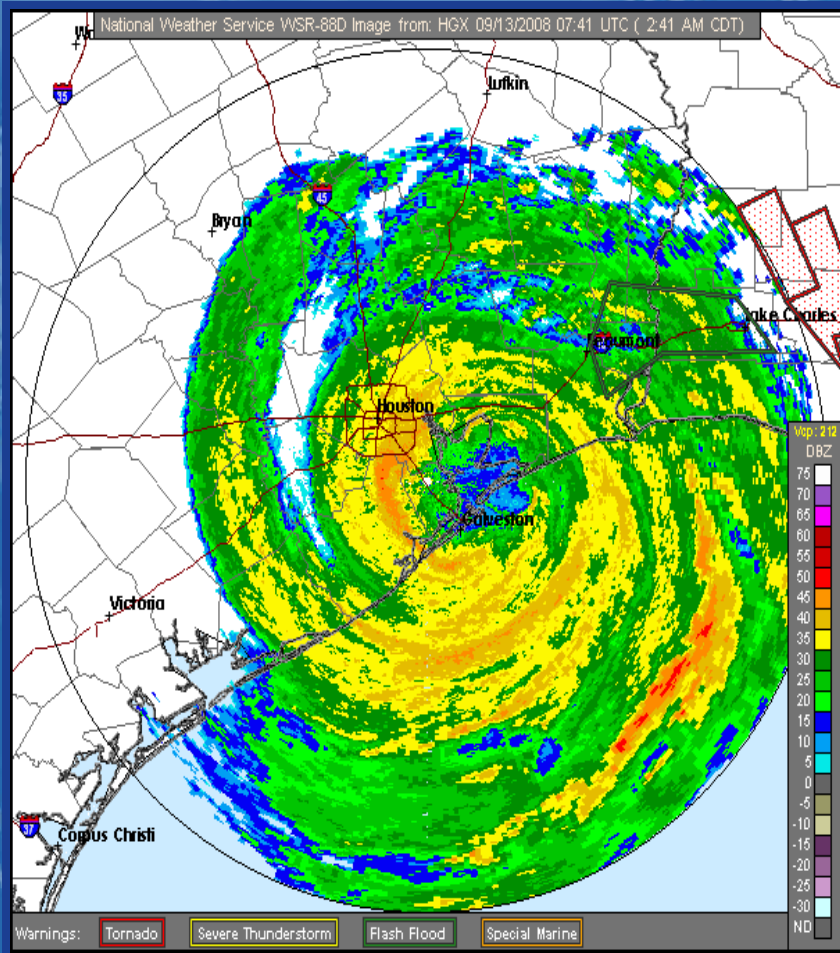 National Weather Service WSR-88D Image from: HGX 09/13/2008 07:41 UTC ( 2:41 AM CDT)
35
Lufkin
45
Bryan
Lake Charles
Beaumont
Houston
Galveston
Victoria
37
Corpus Christi
Vcp: 212
DBZ
75
70
65
60
55
50
45
40
35
30
25
20
15
10
5
0
-5
-10
-15
-20
-25
-30
ND
Warnings: Tornado Severe Thunderstorm Flash Flood Special Marine